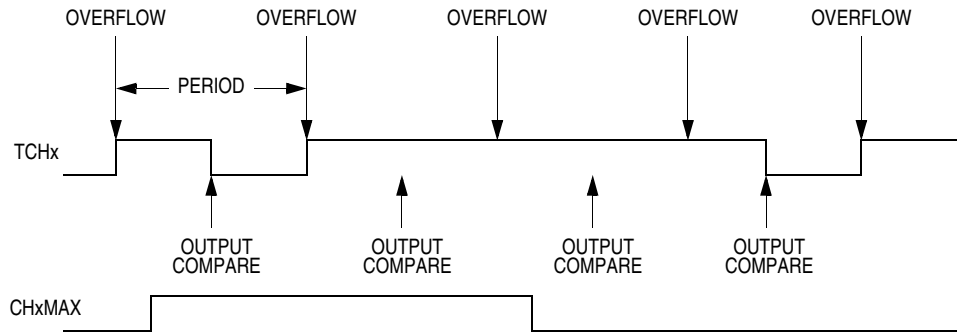 OVERFLOW OVERFLOW OVERFLOW OVERFLOW OVERFLOW
PERIOD
TCHx
OUTPUT COMPARE
OUTPUT COMPARE
OUTPUT COMPARE
OUTPUT COMPARE
CHxMAX